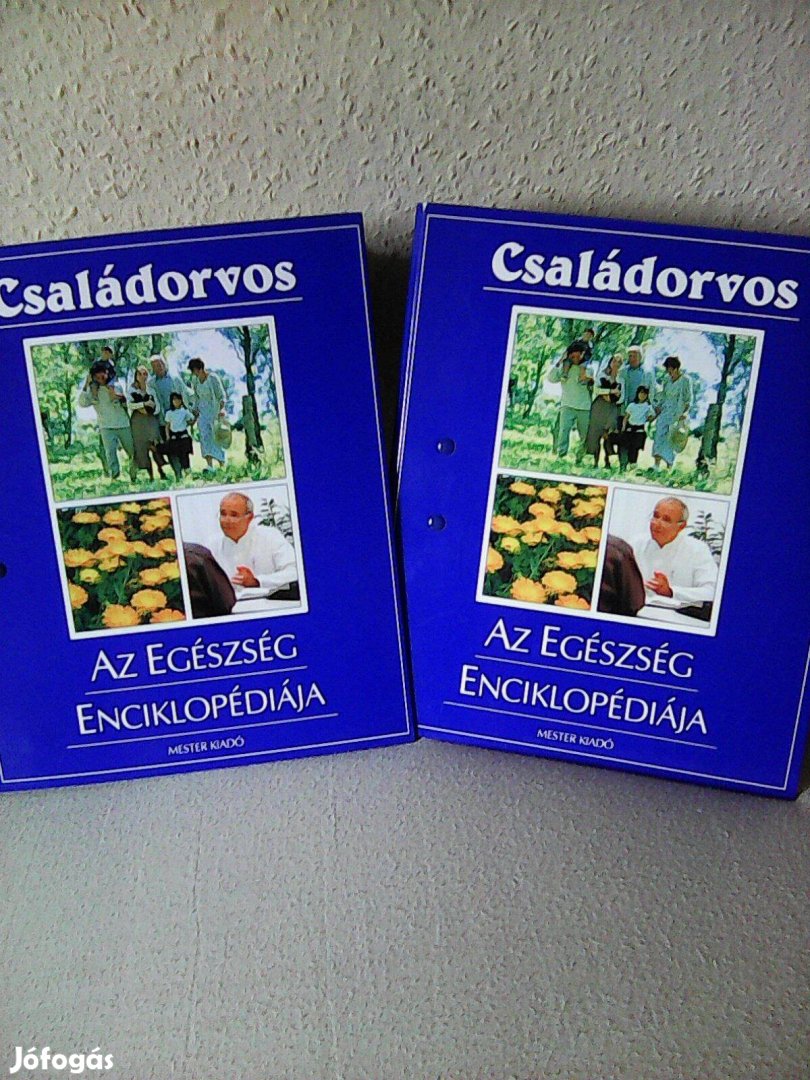 Családorvos
Az Egészség
Enciklopédiája
MESTER KIADÓ
Családorvos
Az Egészség
Enciklopédiája
MESTER KIADÓ
Jófogás